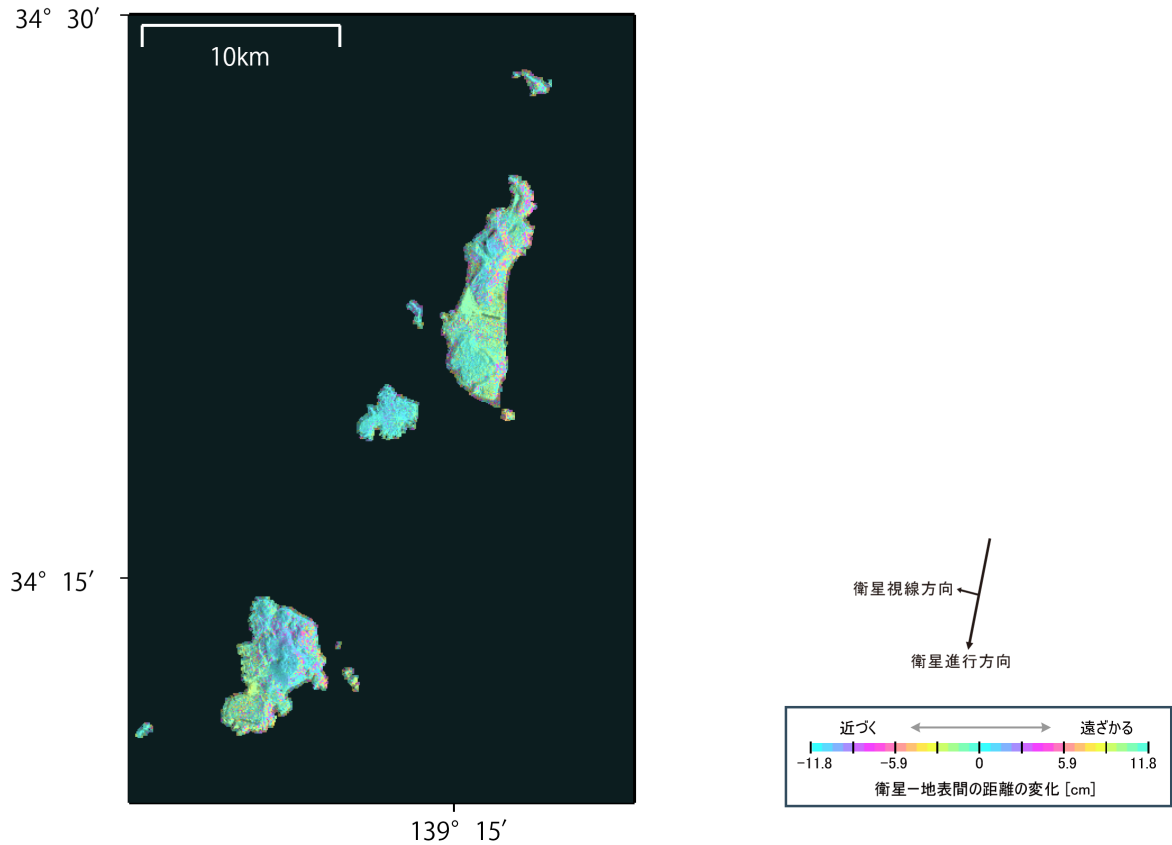 34° 30′
10km
34° 15′
139° 15′
衛星視線方向
衛星進行方向
近づく 遠ざかる
-11.8 -5.9 0 5.9 11.8
衛星－地表間の距離の変化 [cm]